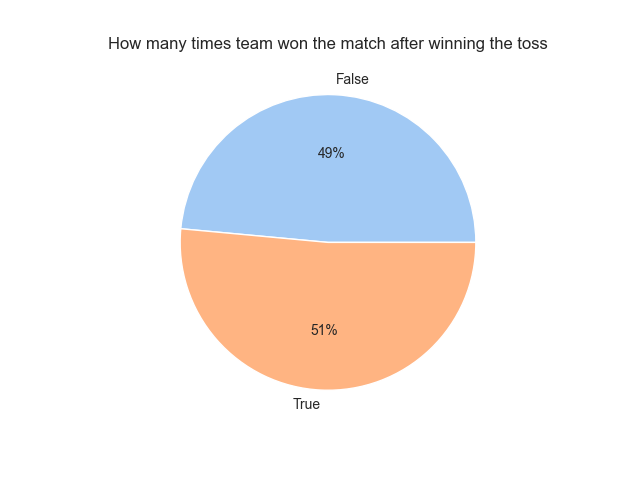 How many times team won the match after winning the toss
False
49%
51%
True